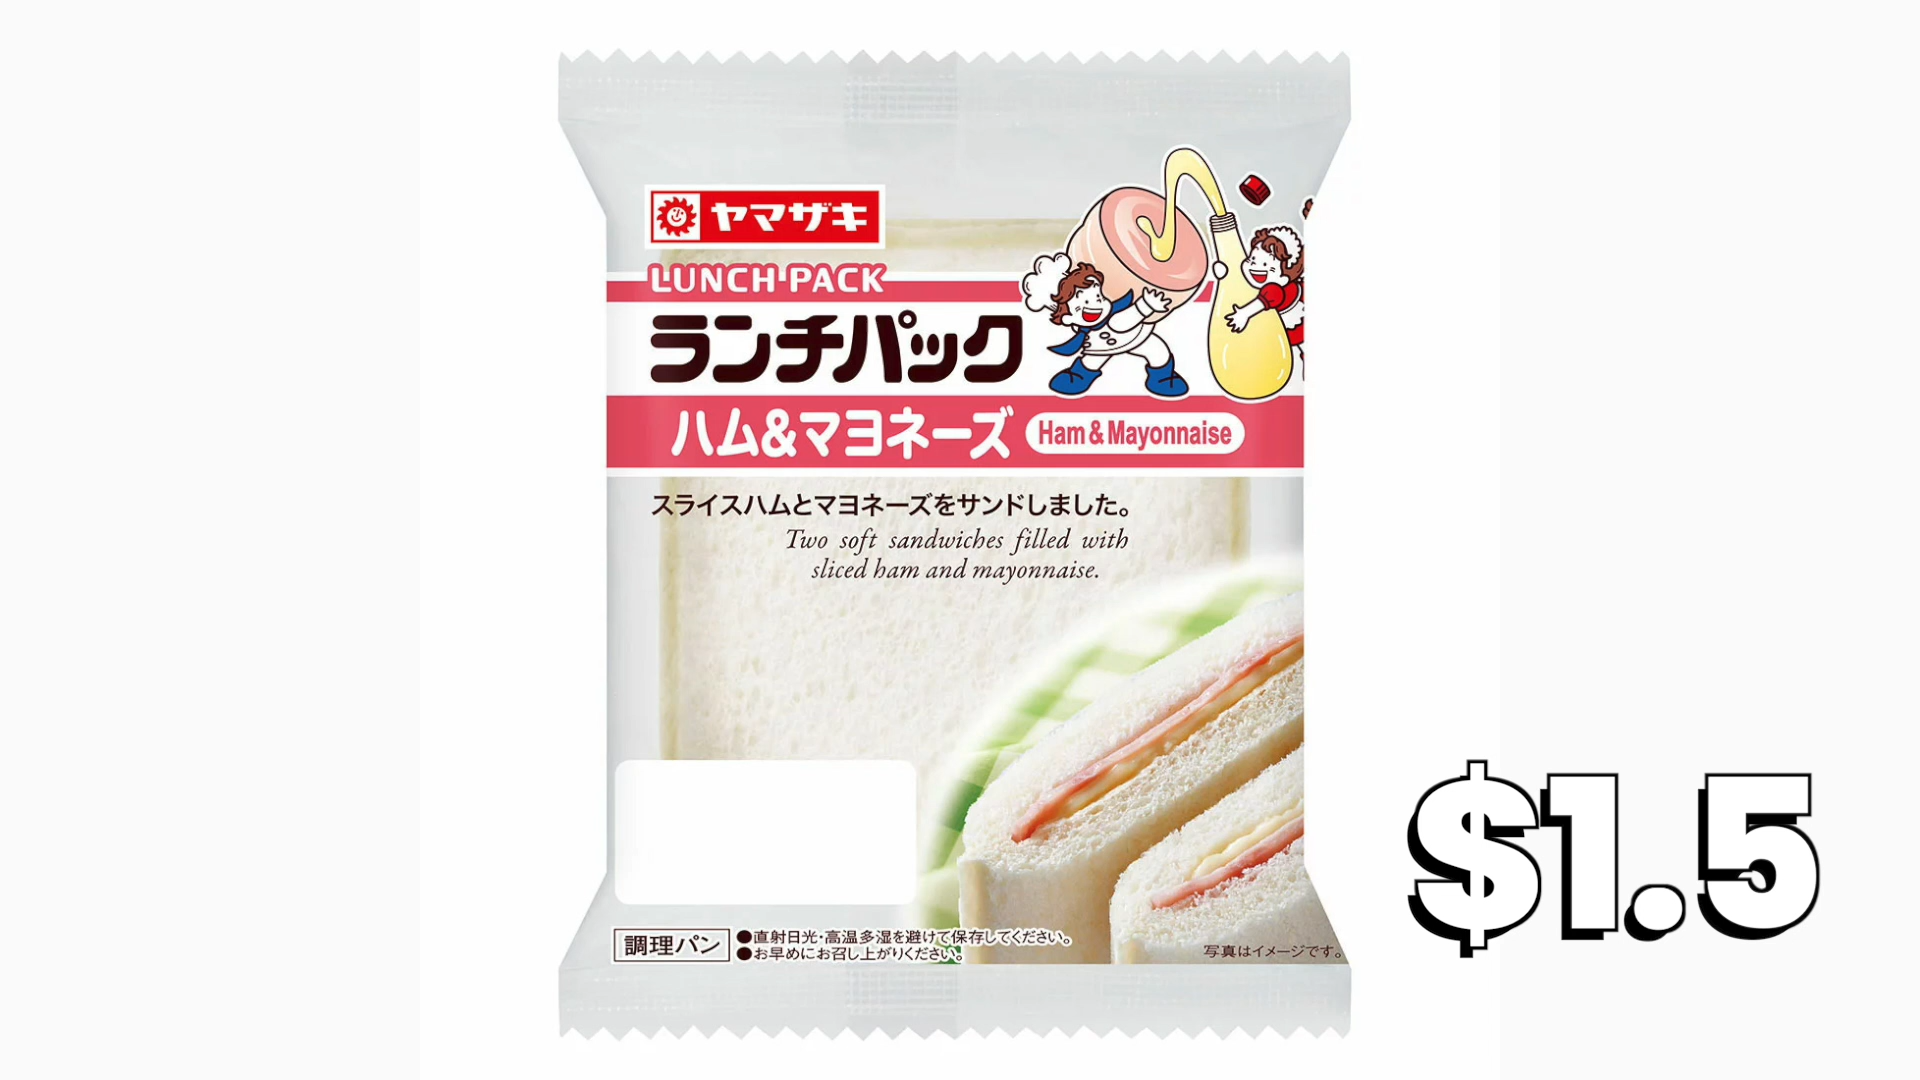 ヤマザキ
LUNCH PACK
ランチパック
ハム&マヨネーズ Ham & Mayonnaise
スライスハムとマヨネーズをサンドしました。
Two soft sandwiches filled with
sliced ham and mayonnaise.
$1.5
調理パン
●直射日光・高温多湿を避けて保存してください。
●お早めにお召し上がりください。
写真はイメージです。